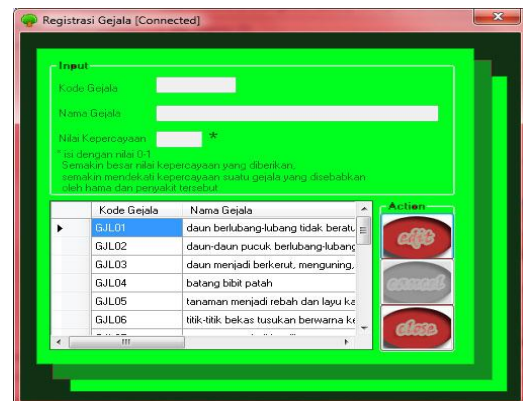 Registrasi Gejala [Connected]
Input
Kode Gejala
Nama Gejala
Nilai Kepercayaan *
* isi dengan nilai 0-1
Semakin besar nilai kepercayaan yang diberikan,
semakin mendekati kepercayaan suatu gejala yang disebabkan
oleh hama dan penyakit tersebut
Kode Gejala Nama Gejala
GJL01 daun berlubang-lubang tidak beratu
GJL02 daun-daun pucuk berlubang-lubang
GJL03 daun menjadi berkerut, menguning,
GJL04 batang bibit patah
GJL05 tanaman menjadi rebah dan layu ka
GJL06 titik-titik bekas tusukan berwarna ke
Action
edit
cancel
close